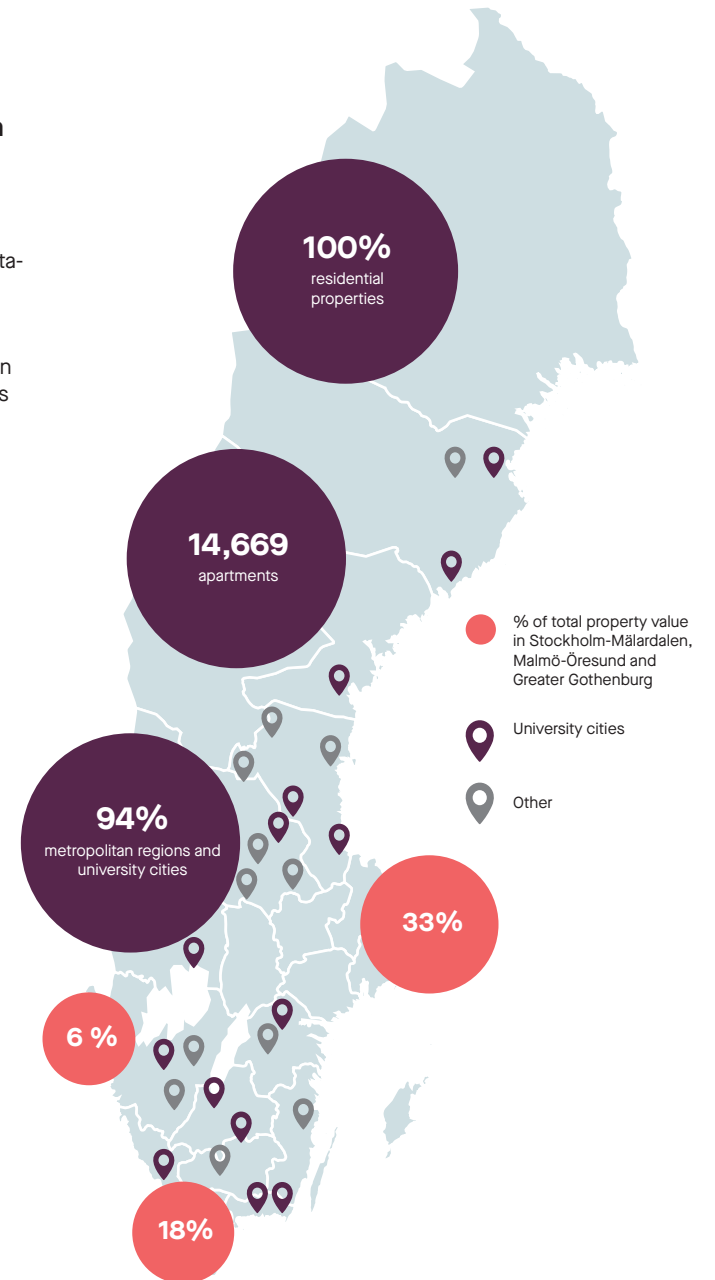 100%
residential
properties
14,669
apartments
% of total property value
in Stockholm-Mälardalen,
Malmö-Öresund and
Greater Gothenburg
University cities
Other
94%
metropolitan regions and
university cities
33%
6 %
18%